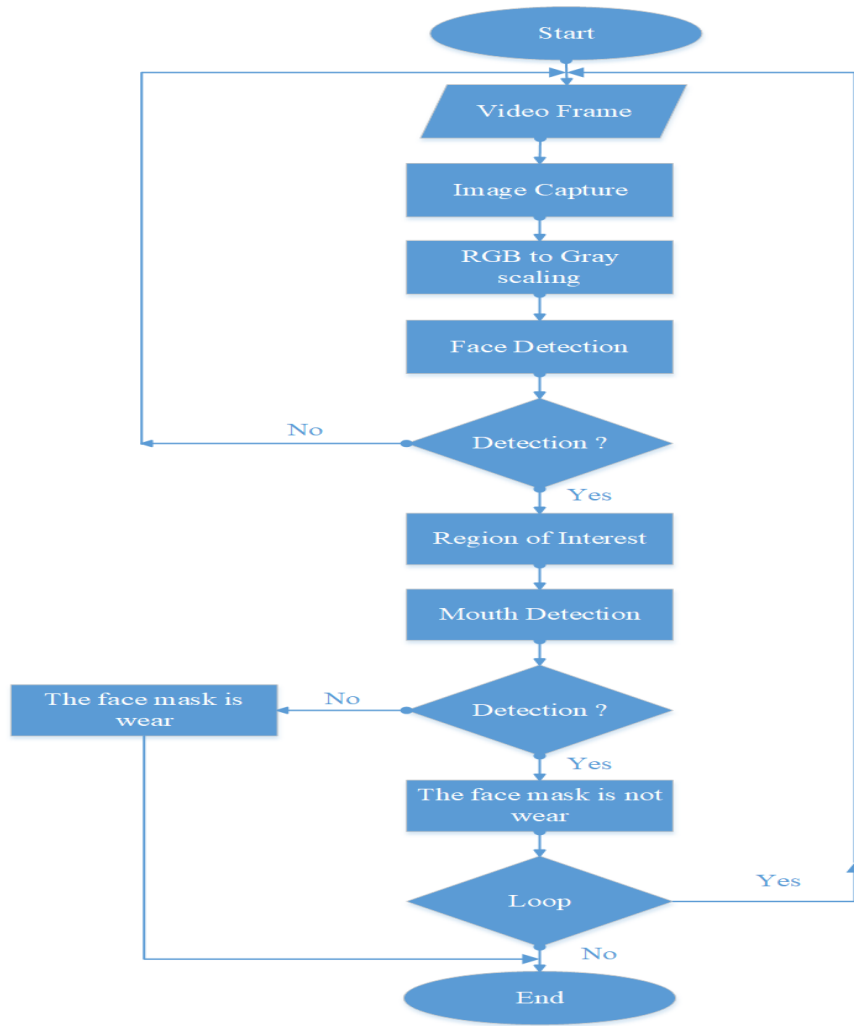 Start
Video Frame
Image Capture
RGB to Gray
scaling
Face Detection
No
Detection ?
Yes
Region of Interest
Mouth Detection
The face mask is
wear
No
Detection ?
Yes
The face mask is not
wear
Loop
Yes
No
End